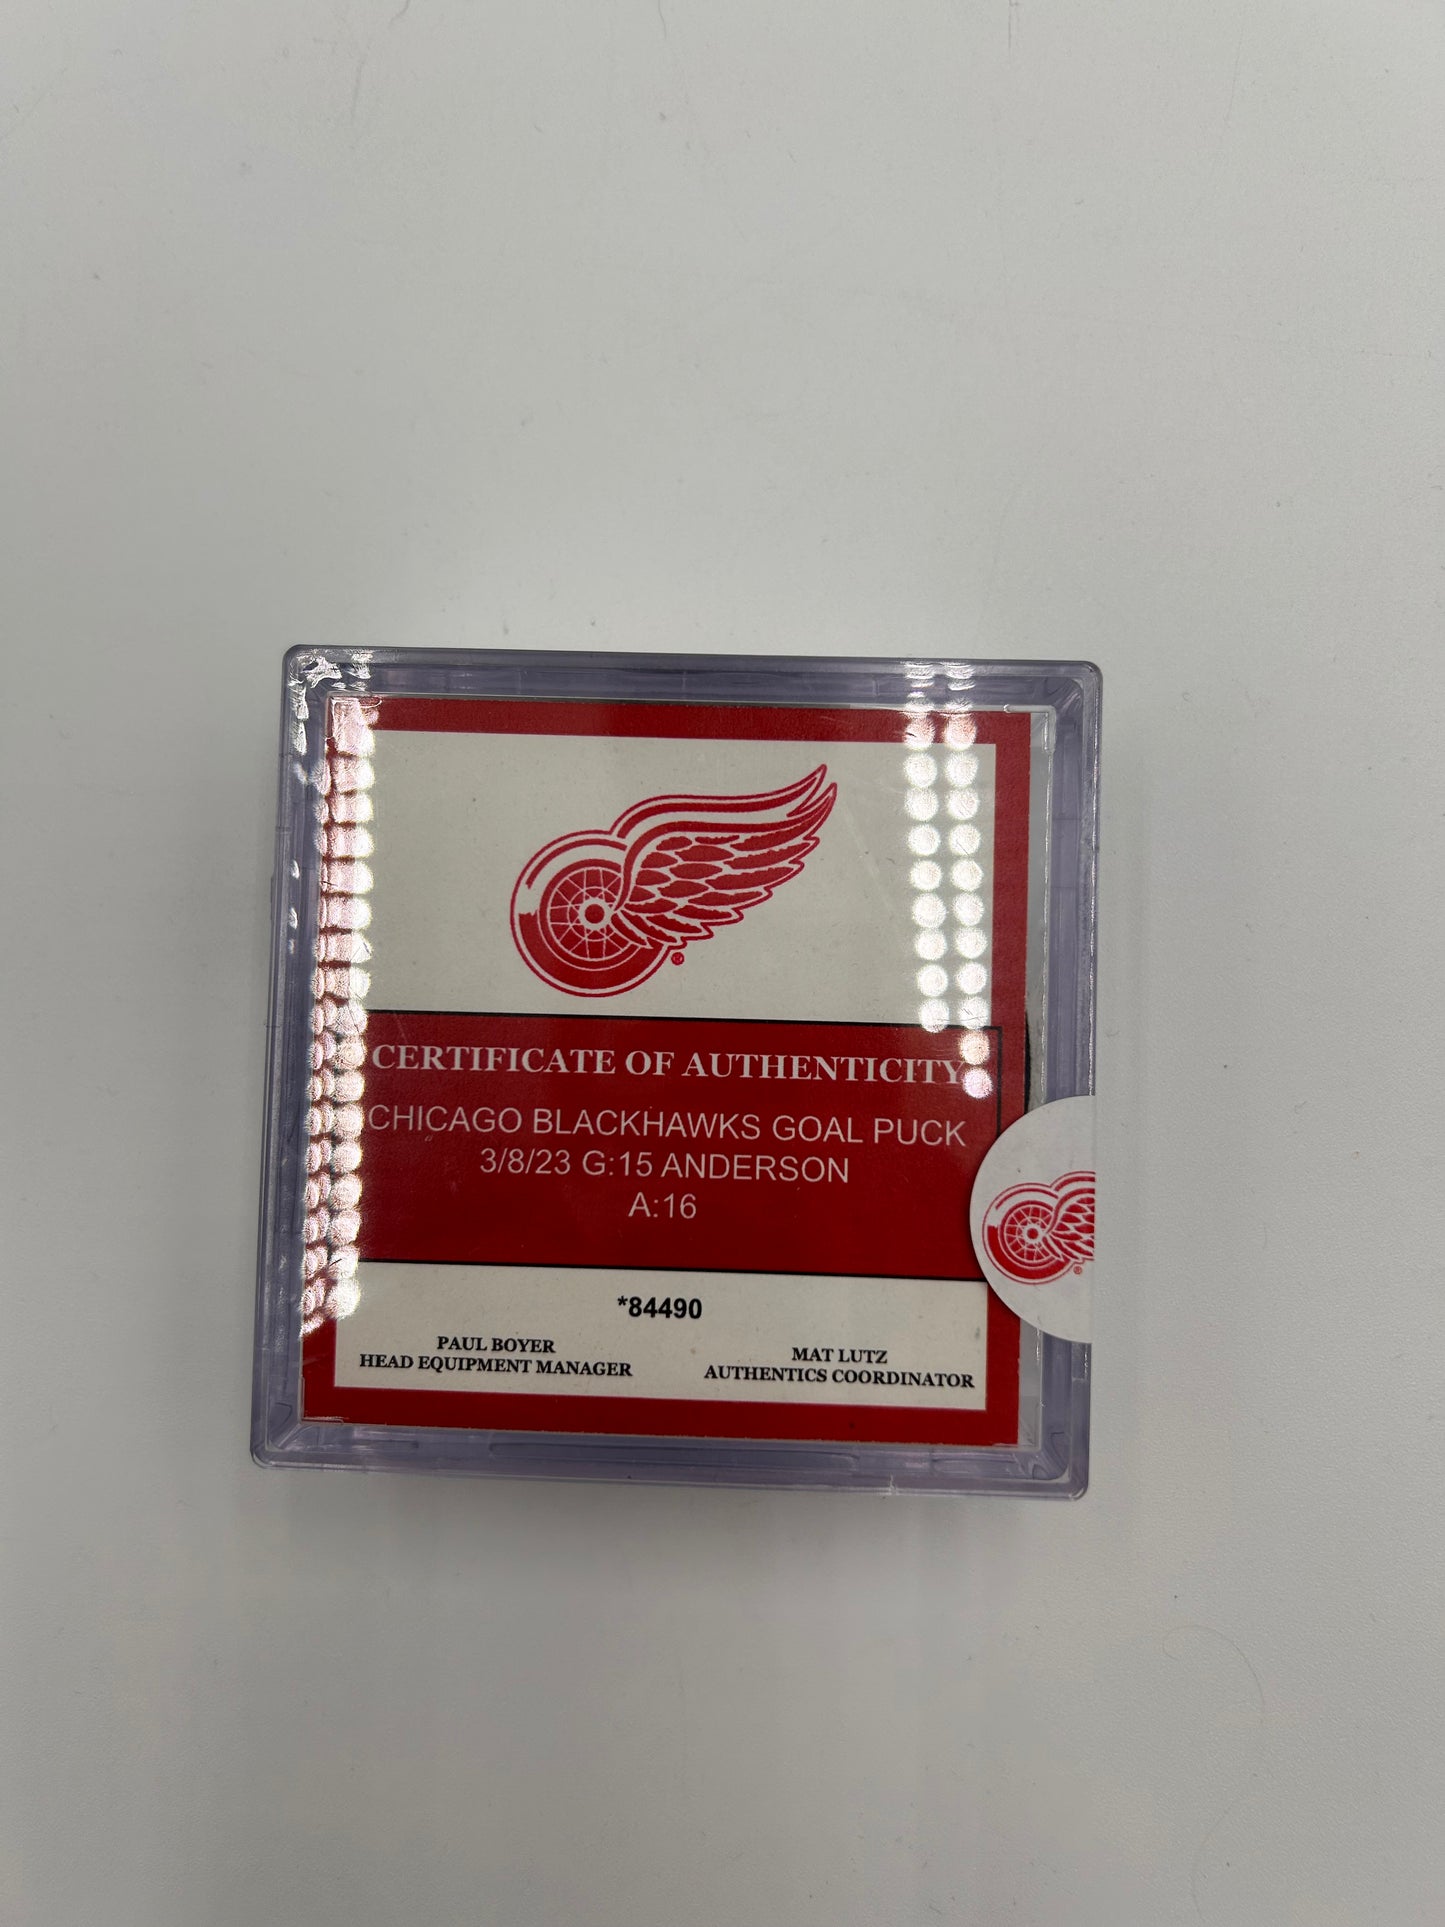 CERTIFICATE OF AUTHENTICITY
CHICAGO BLACKHAWKS GOAL PUCK
3/8/23 G:15 ANDERSON
A:16
*84490
PAUL BOYER
HEAD EQUIPMENT MANAGER
MAT LUTZ
AUTHENTICS COORDINATOR